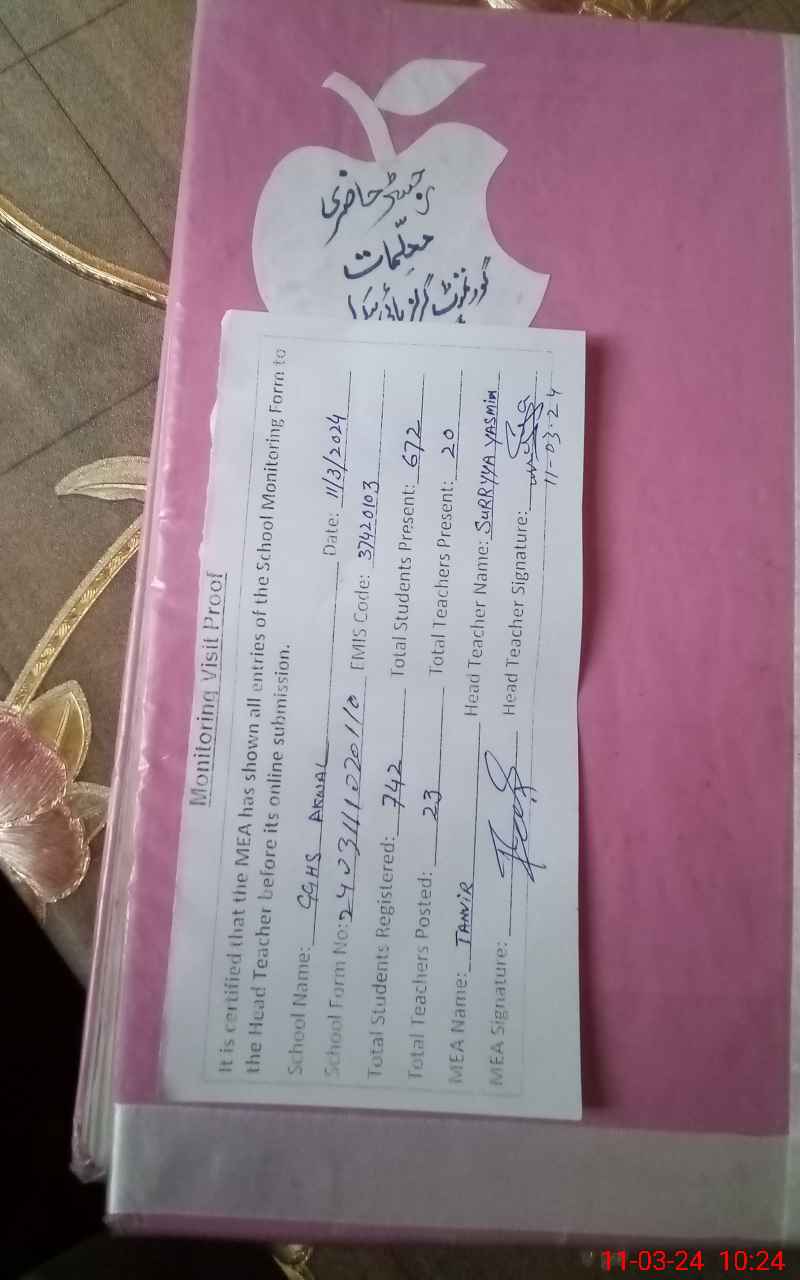 رجسٹر حاضری
معلّمات
گورنمنٹ گرلز ہائی
Monitoring Visit Proof
It is certified that the MEA has shown all entries of the School Monitoring Form to
the Head Teacher before its online submission.
School Name: GGHS AKWAL Date: 11/3/2024
School Form No: 24031110201110 EMIS Code: 37420103
Total Students Registered: 742 Total Students Present: 672
Total Teachers Posted: 23 Total Teachers Present: 20
MEA Name: TANVIR Head Teacher Name: SURRYYA YASMIN
MEA Signature: Head Teacher Signature:
11-03-24
11-03-24 10:24